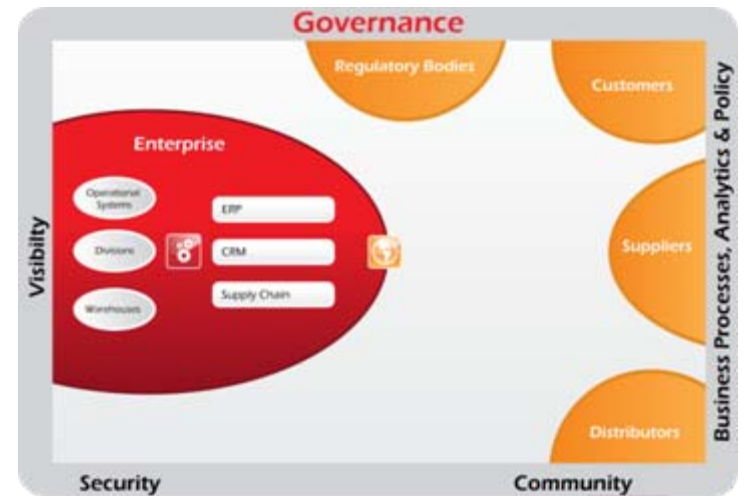 Governance
Regulatory Bodies
Customers
Enterprise
Operational
Systems
ERP
Divisions
CRM
Suppliers
Warehouses
Supply Chain
Distributors
Visibilty
Business Processes, Analytics & Policy
Security
Community